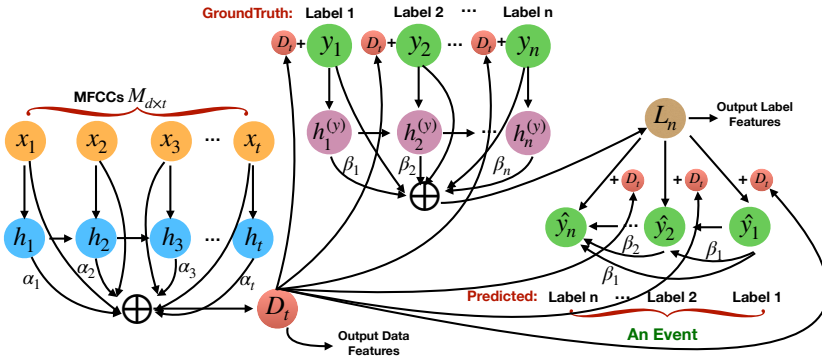 GroundTruth: Label 1 Label 2 ... Label n
D_t + y_1 D_t + y_2 ... D_t + y_n
MFCCs M_{d×t}
x_1 x_2 x_3 ... x_t
h_1^{(y)} h_2^{(y)} ... h_n^{(y)}
β_1 β_2 β_n
⊕
L_n Output Label
Features
+ D_t + D_t + D_t
h_1 h_2 h_3 ... h_t
ŷ_n ... ŷ_2 ŷ_1
α_1 α_2 α_3 α_t
β_2 β_1
β_1
⊕
D_t
Predicted: Label n ... Label 2 Label 1
An Event
Output Data
Features